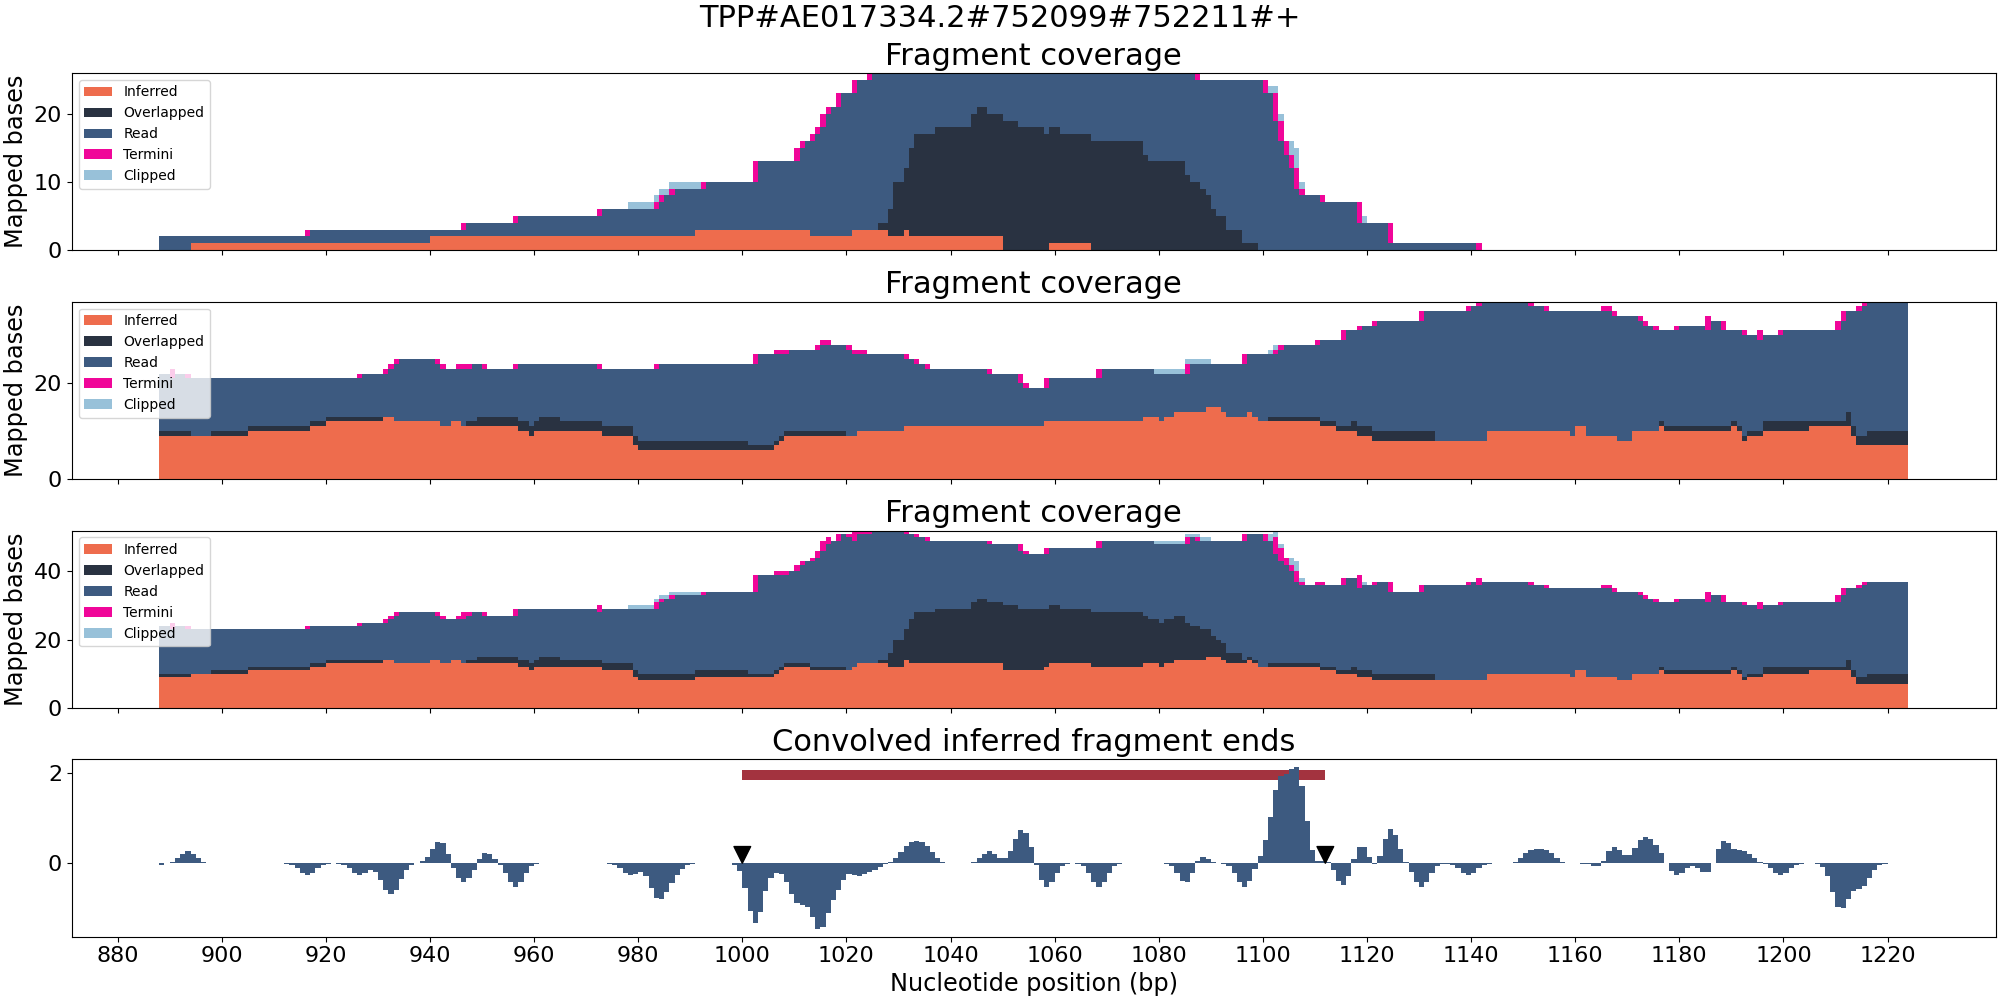 TPP#AE017334.2#752099#752211#+
Fragment coverage
Mapped bases
20
10
0
Inferred
Overlapped
Read
Termini
Clipped
Fragment coverage
Mapped bases
20
0
Inferred
Overlapped
Read
Termini
Clipped
Fragment coverage
Mapped bases
40
20
0
Inferred
Overlapped
Read
Termini
Clipped
Convolved inferred fragment ends
2
0
880 900 920 940 960 980 1000 1020 1040 1060 1080 1100 1120 1140 1160 1180 1200 1220
Nucleotide position (bp)